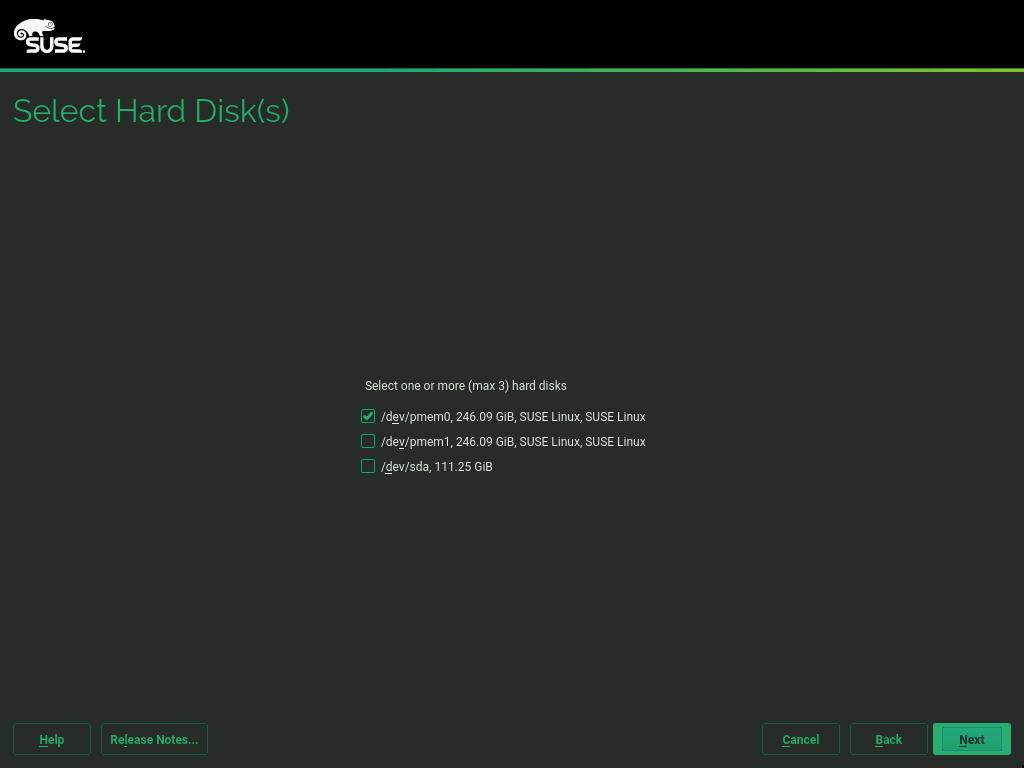 SUSE.
Select Hard Disk(s)
Select one or more (max 3) hard disks
/dev/pmem0, 246.09 GiB, SUSE Linux, SUSE Linux
/dev/pmem1, 246.09 GiB, SUSE Linux, SUSE Linux
/dev/sda, 111.25 GiB
Help Release Notes... Cancel Back Next